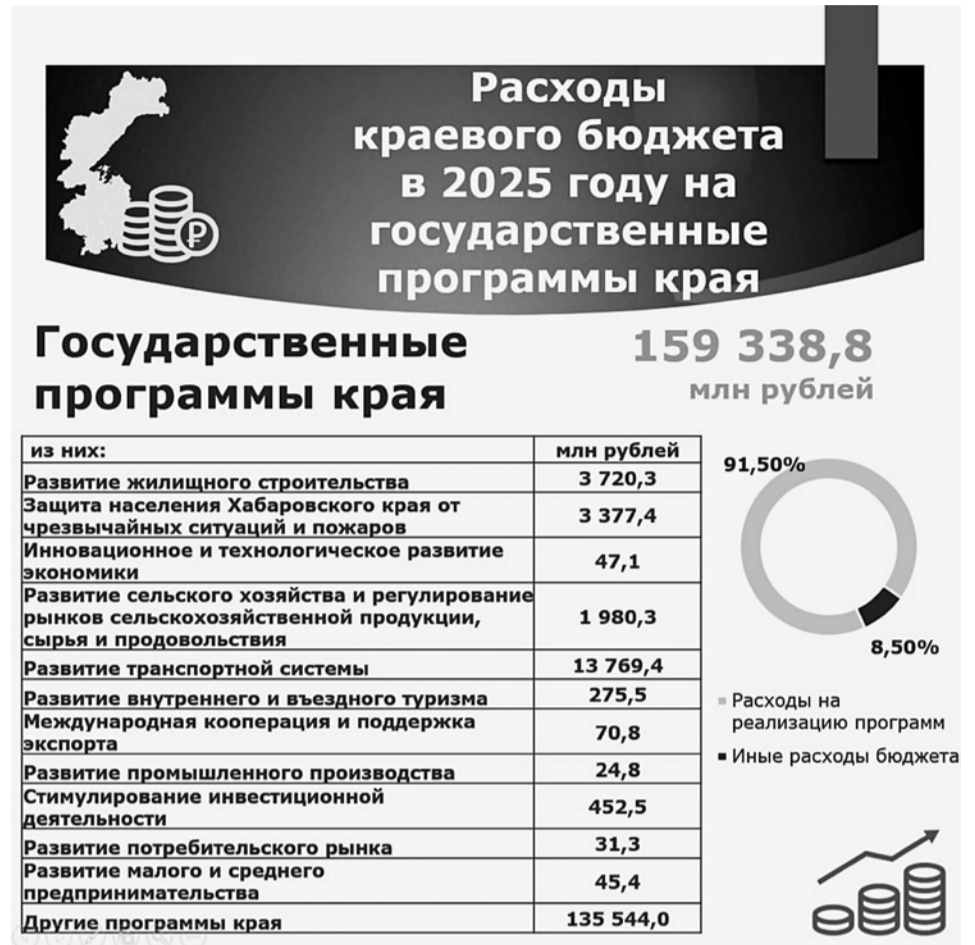 Расходы
краевого бюджета
в 2025 году на
государственные
программы края
Государственные
программы края
159 338,8
млн рублей
из них: млн рублей
Развитие жилищного строительства 3 720,3
Защита населения Хабаровского края от
чрезвычайных ситуаций и пожаров 3 377,4
Инновационное и технологическое развитие
экономики 47,1
Развитие сельского хозяйства и регулирование
рынков сельскохозяйственной продукции,
сырья и продовольствия 1 980,3
Развитие транспортной системы 13 769,4
Развитие внутреннего и въездного туризма 275,5
Международная кооперация и поддержка
экспорта 70,8
Развитие промышленного производства 24,8
Стимулирование инвестиционной
деятельности 452,5
Развитие потребительского рынка 31,3
Развитие малого и среднего
предпринимательства 45,4
Другие программы края 135 544,0
91,50%
8,50%
Расходы на
реализацию программ
Иные расходы бюджета